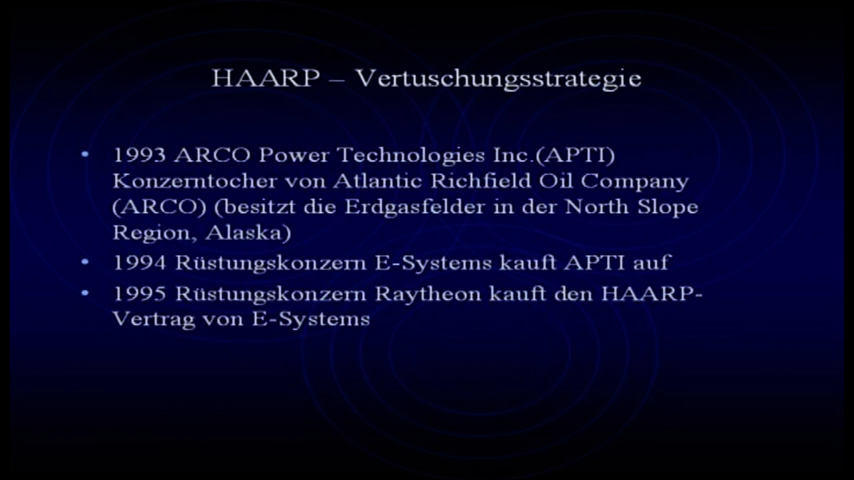 HAARP – Vertuschungsstrategie
• 1993 ARCO Power Technologies Inc.(APTI)
Konzerntocher von Atlantic Richfield Oil Company
(ARCO) (besitzt die Erdgasfelder in der North Slope
Region, Alaska)
• 1994 Rüstungskonzern E-Systems kauft APTI auf
• 1995 Rüstungskonzern Raytheon kauft den HAARP-
Vertrag von E-Systems